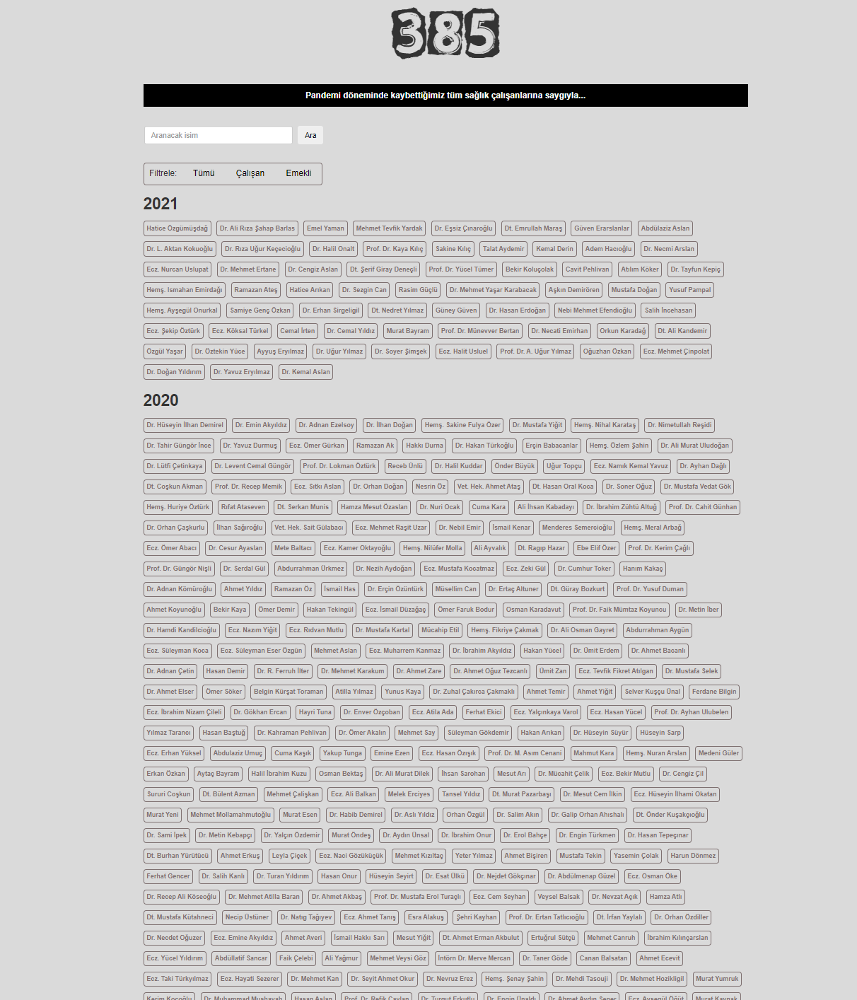 385
Pandemi döneminde kaybettiğimiz tüm sağlık çalışanlarına saygıyla...
Aranacak isim Ara
Filtrele: Tümü Çalışan Emekli
2021
Hatice Özgümüşdağ Dr. Ali Rıza Şahap Barlas Emel Yaman Mehmet Tevfik Yardak Dr. Eşsiz Çınaroğlu Dt. Emrullah Maraş Güven Erarslanlar Abdülaziz Aslan
Dr. L. Aktan Kokuoğlu Dr. Rıza Uğur Keçecioğlu Dr. Halil Onalt Prof. Dr. Kaya Kılıç Sakine Kılıç Talat Aydemir Kemal Derin Adem Hacıoğlu Dr. Necmi Arslan
Ecz. Nurcan Uslupat Dr. Mehmet Ertane Dr. Cengiz Aslan Dt. Şerif Giray Deneçli Prof. Dr. Yücel Tümer Bekir Koluçolak Cavit Pehlivan Atılım Köker Dr. Tayfun Kepiç
Hemş. Ismahan Emirdağı Ramazan Ateş Hatice Arıkan Dr. Sezgin Can Rasim Güçlü Dr. Mehmet Yaşar Karabacak Aşkın Demirören Mustafa Doğan Yusuf Pampal
Hemş. Ayşegül Onurkal Samiye Genç Özkan Dr. Erhan Sirgeligil Dt. Nedret Yılmaz Güney Güven Dr. Hasan Erdoğan Nebi Mehmet Efendioğlu Salih İncehasan
Ecz. Şekip Öztürk Ecz. Köksal Türkel Cemal İrten Dr. Cemal Yıldız Murat Bayram Prof. Dr. Münevver Bertan Dr. Necati Emirhan Orkun Karadağ Dt. Ali Kandemir
Özgül Yaşar Dr. Öztekin Yüce Ayyuş Eryılmaz Dr. Uğur Yılmaz Dr. Soyer Şimşek Ecz. Halit Usluel Prof. Dr. A. Uğur Yılmaz Oğuzhan Özkan Ecz. Mehmet Çinpolat
Dr. Doğan Yıldırım Dr. Yavuz Eryılmaz Dr. Kemal Aslan
2020
Dr. Hüseyin İlhan Demirel Dr. Emin Akyıldız Dr. Adnan Ezelsoy Dr. İlhan Doğan Hemş. Sakine Fulya Özer Dr. Mustafa Yiğit Hemş. Nihal Karataş Dr. Nimetullah Reşidi
Dr. Tahir Güngör İnce Dr. Yavuz Durmuş Ecz. Ömer Gürkan Ramazan Ak Hakkı Durna Dr. Hakan Türkoğlu Erçin Babacanlar Hemş. Özlem Şahin Dr. Ali Murat Uludoğan
Dr. Lütfi Çetinkaya Dr. Levent Cemal Güngör Prof. Dr. Lokman Öztürk Receb Ünlü Dr. Halil Kuddar Önder Büyük Uğur Topçu Ecz. Namık Kemal Yavuz Dr. Ayhan Dağlı
Dt. Coşkun Akman Prof. Dr. Recep Memik Ecz. Sıtkı Aslan Dr. Orhan Doğan Nesrin Öz Vet. Hek. Ahmet Ataş Dt. Hasan Oral Koca Dr. Soner Oğuz Dr. Mustafa Vedat Gök
Hemş. Huriye Öztürk Rıfat Ataseven Dt. Serkan Munis Hamza Mesut Özaslan Dr. Nuri Ocak Cuma Kara Ali İhsan Kabadayı Dr. İbrahim Zühtü Altuğ Prof. Dr. Cahit Günhan
Dr. Orhan Çaşkurlu İlhan Sağıroğlu Vet. Hek. Sait Gülabacı Ecz. Mehmet Raşit Uzar Dr. Nebil Emir İsmail Kenar Menderes Semercioğlu Hemş. Meral Arbağ
Ecz. Ömer Abacı Dr. Cesur Ayaslan Mete Baltacı Ecz. Kamer Oktayoğlu Hemş. Nilüfer Molla Ali Ayvalık Dt. Ragıp Hazar Ebe Elif Özer Prof. Dr. Kerim Çağlı
Prof. Dr. Güngör Nişli Dr. Serdal Gül Abdurrahman Ürkmez Dr. Nezih Aydoğan Ecz. Mustafa Kocatmaz Ecz. Zeki Gül Dr. Cumhur Toker Hanım Kakaç
Dr. Adnan Kömüroğlu Ahmet Yıldız Ramazan Öz İsmail Has Dr. Erçin Özüntürk Müsellim Can Dr. Ertaç Altuner Dt. Güray Bozkurt Prof. Dr. Yusuf Duman
Ahmet Koyunoğlu Bekir Kaya Ömer Demir Hakan Tekingül Ecz. İsmail Düzağaç Ömer Faruk Bodur Osman Karadavut Prof. Dr. Faik Mümtaz Koyuncu Dr. Metin İber
Dr. Hamdi Kandilcioğlu Ecz. Nazım Yiğit Ecz. Rıdvan Mutlu Dr. Mustafa Kartal Mücahip Etil Hemş. Fikriye Çakmak Dr. Ali Osman Gayret Abdurrahman Aygün
Ecz. Süleyman Koca Ecz. Süleyman Eser Özgün Mehmet Aslan Ecz. Muharrem Kanmaz Dr. İbrahim Akyıldız Hakan Yücel Dr. Ümit Erdem Dr. Ahmet Bacanlı
Dr. Adnan Çetin Hasan Demir Dr. R. Ferruh İlter Dr. Mehmet Karakum Dr. Ahmet Zare Dr. Ahmet Oğuz Tezcanlı Ümit Zan Ecz. Tevfik Fikret Atılgan Dr. Mustafa Selek
Dr. Ahmet Elser Ömer Söker Belgin Kürşat Toraman Atilla Yılmaz Yunus Kaya Dr. Zuhal Çakırca Çakmaklı Ahmet Temir Ahmet Yiğit Selver Kuşçu Ünal Ferdane Bilgin
Ecz. İbrahim Nizam Çileli Dr. Gökhan Ercan Hayri Tuna Dr. Enver Özçoban Ecz. Atila Ada Ferhat Ekici Ecz. Yalçınkaya Varol Ecz. Hasan Yücel Prof. Dr. Ayhan Ulubelen
Yılmaz Tarancı Hasan Baştuğ Dr. Kahraman Pehlivan Dr. Ömer Akalın Mehmet Say Süleyman Gökdemir Hakan Arıkan Dr. Hüseyin Süyür Hüseyin Sarp
Ecz. Erhan Yüksel Abdulaziz Umuç Cuma Kaşık Yakup Tunga Emine Ezen Ecz. Hasan Özışık Prof. Dr. M. Asım Cenani Mahmut Kara Hemş. Nuran Arslan Medeni Güler
Erkan Özkan Aytaç Bayram Halil İbrahim Kuzu Osman Bektaş Dr. Ali Murat Dilek İhsan Sarohan Mesut Arı Dr. Mücahit Çelik Ecz. Bekir Mutlu Dr. Cengiz Çil
Sururi Coşkun Dt. Bülent Azman Mehmet Çalişkan Ecz. Ali Balkan Melek Erciyes Tansel Yıldız Dt. Murat Pazarbaşı Dr. Mesut Cem İlkin Ecz. Hüseyin İlhami Okatan
Murat Yeni Mehmet Mollamahmutoğlu Murat Esen Dr. Habib Demirel Dr. Aslı Yıldız Orhan Özgül Dr. Salim Akın Dr. Galip Orhan Ahıshalı Dt. Önder Kuşakçıoğlu
Dr. Sami İpek Dr. Metin Kebapçı Dr. Yalçın Özdemir Murat Öndeş Dr. Aydın Ünsal Dr. İbrahim Onur Dr. Erol Bahçe Dr. Engin Türkmen Dr. Hasan Tepeçınar
Dt. Burhan Yürütücü Ahmet Erkuş Leyla Çiçek Ecz. Naci Gözüküçük Mehmet Kızıltaç Yeter Yılmaz Ahmet Bişiren Mustafa Tekin Yasemin Çolak Harun Dönmez
Ferhat Gencer Dr. Salih Kanlı Dr. Turan Yıldırım Hasan Onur Hüseyin Seyirt Dr. Esat Ülkü Dr. Nejdet Gökçınar Dr. Abdülmenap Güzel Ecz. Osman Öke
Dr. Recep Ali Köseoğlu Dr. Mehmet Atilla Baran Dr. Ahmet Akbaş Prof. Dr. Mustafa Erol Turaçlı Ecz. Cem Seyhan Veysel Balsak Dr. Nevzat Açık Hamza Atlı
Dt. Mustafa Kütahneci Necip Üstüner Dr. Natıg Tağıyev Ecz. Ahmet Tanış Esra Alakuş Şehri Kayhan Prof. Dr. Ertan Tatlıcıoğlu Dt. İrfan Yaylalı Dr. Orhan Özdiller
Dr. Necdet Oğuzer Ecz. Emine Akyıldız Ahmet Averi İsmail Hakkı Sarı Mesut Yiğit Dt. Ahmet Erman Akbulut Ertuğrul Sütçü Mehmet Canruh İbrahim Kılınçarslan
Ecz. Yücel Yıldırım Abdüllatif Sancar Faik Çelebi Ali Yağmur Mehmet Veysi Göz İntörn Dr. Merve Mercan Dr. Taner Göde Canan Balsatan Ahmet Ecevit
Ecz. Taki Türkyılmaz Ecz. Hayati Sezerer Dr. Mehmet Kan Dr. Seyit Ahmet Okur Dr. Nevruz Erez Hemş. Şenay Şahin Dr. Mehdi Tasouji Dr. Mehmet Hozikligil Murat Yumruk
Kerim Koçoğlu Dr. Muhammad Mushayah Hasan Aslan Prof. Dr. Refik Çaylan Dr. Turgut Erkutlu Dr. Engin Ünaldı Dr. Ahmet Aydın Şener Ecz. Ayşegül Öğüt Murat Kaynak